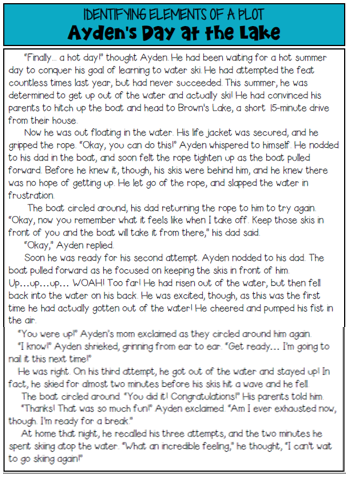 IDENTIFYING ELEMENTS OF A PLOT
Ayden's Day at the Lake
"Finally... a hot day!" thought Ayden. He had been waiting for a hot summer
day to conquer his goal of learning to water ski. He had attempted the feat
countless times last year, but had never succeeded. This summer, he was
determined to get up out of the water and actually ski! He had convinced his
parents to hitch up the boat and head to Brown's Lake, a short 15-minute drive
from their house.
Now he was out floating in the water. His life jacket was secured, and he
gripped the rope. "Okay, you can do this!" Ayden whispered to himself. He nodded
to his dad in the boat, and soon felt the rope tighten up as the boat pulled
forward. Before he knew it, though, his skis were behind him, and he knew there
was no hope of getting up. He let go of the rope, and slapped the water in
frustration.
The boat circled around, his dad returning the rope to him to try again.
"Okay, now you remember what it feels like when I take off. Keep those skis in
front of you and the boat will take it from there," his dad said.
"Okay," Ayden replied.
Soon he was ready for his second attempt. Ayden nodded to his dad. The
boat pulled forward as he focused on keeping the skis in front of him.
Up...up...up... WOAH! Too far! He had risen out of the water, but then fell
back into the water on his back. He was excited, though, as this was the first
time he had actually gotten out of the water! He cheered and pumped his fist in
the air.
"You were up!" Ayden's mom exclaimed as they circled around him again.
"I know!" Ayden shrieked, grinning from ear to ear. "Get ready... I'm going to
nail it this next time!"
He was right. On his third attempt, he got out of the water and stayed up! In
fact, he skied for almost two minutes before his skis hit a wave and he fell.
The boat circled around. "You did it! Congratulations!" His parents told him.
"Thanks! That was so much fun!" Ayden exclaimed. "Am I ever exhausted now,
though. I'm ready for a break."
At home that night, he recalled his three attempts, and the two minutes he
spent skiing atop the water. "What an incredible feeling," he thought, "I can't wait
to go skiing again!"